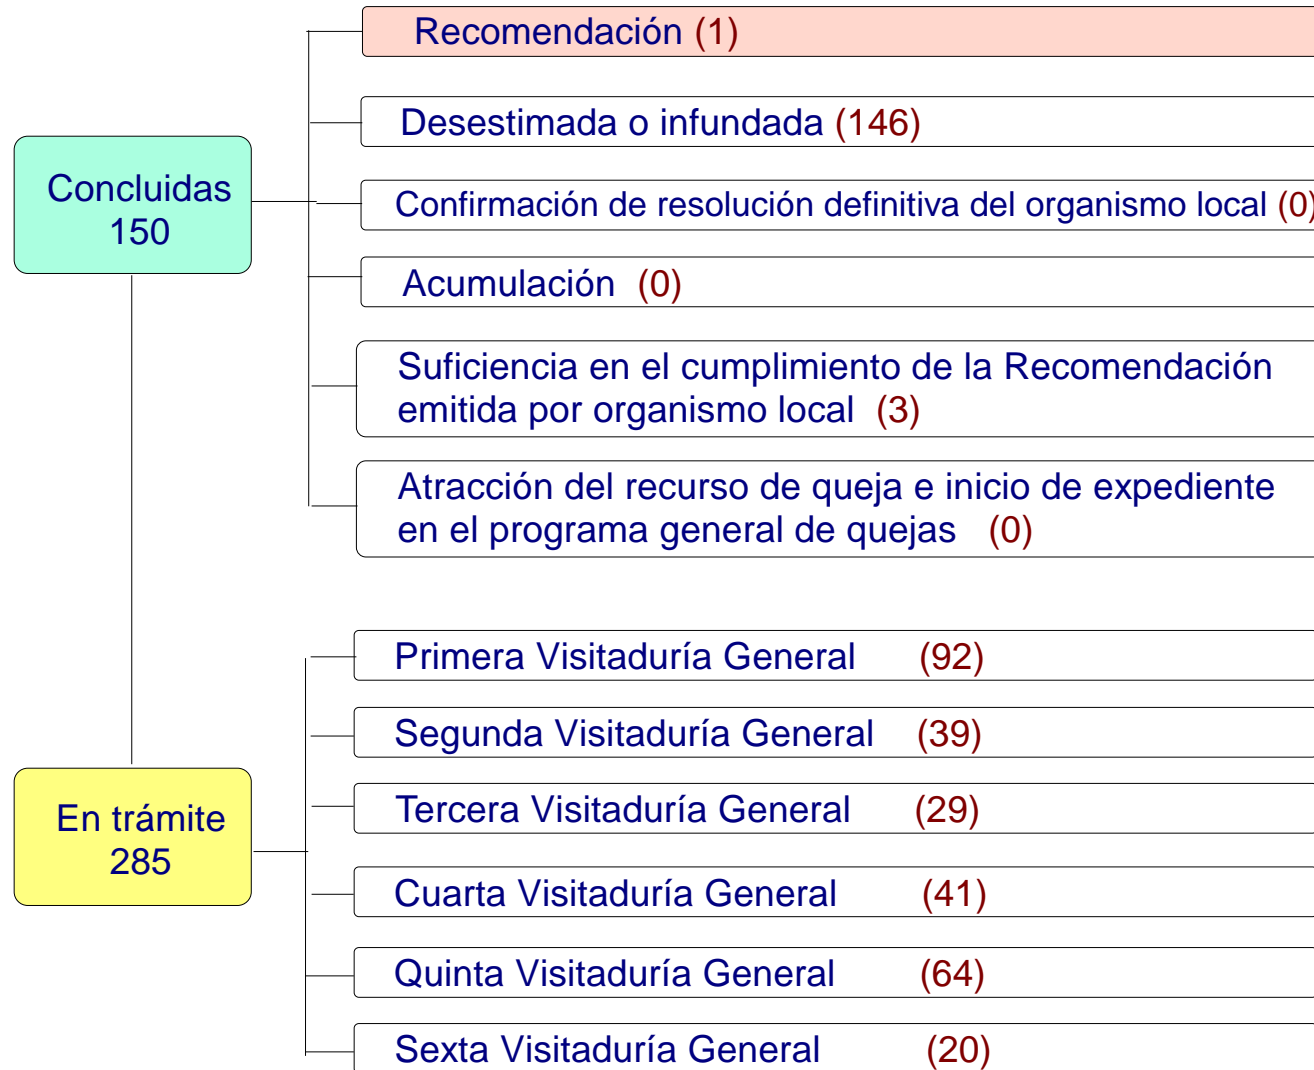 Recomendación (1)
Desestimada o infundada (146)
Concluidas
150
Confirmación de resolución definitiva del organismo local (0)
Acumulación (0)
Suficiencia en el cumplimiento de la Recomendación
emitida por organismo local (3)
Atracción del recurso de queja e inicio de expediente
en el programa general de quejas (0)
Primera Visitaduría General (92)
Segunda Visitaduría General (39)
En trámite
285
Tercera Visitaduría General (29)
Cuarta Visitaduría General (41)
Quinta Visitaduría General (64)
Sexta Visitaduría General (20)